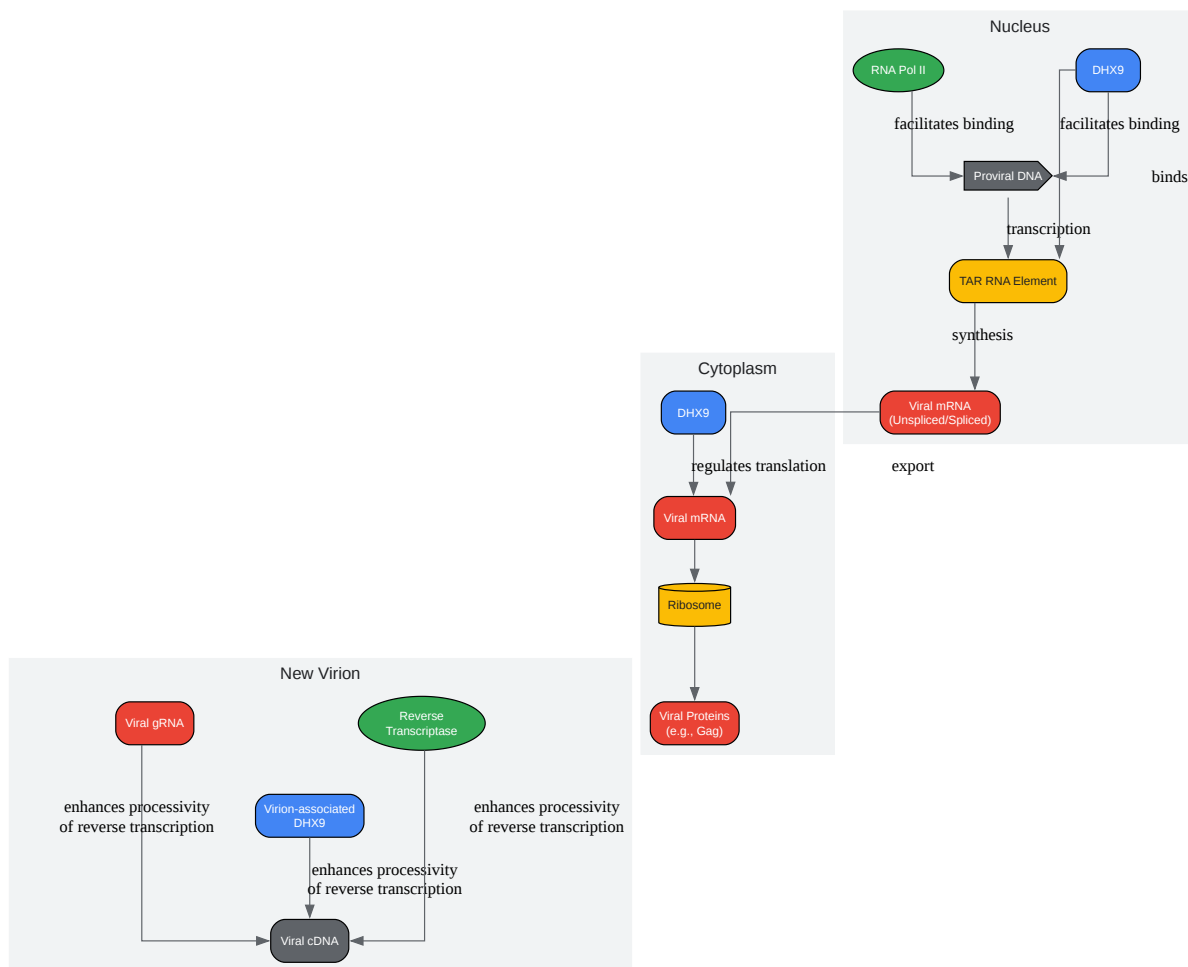 Nucleus
RNA Pol II
DHX9
facilitates binding
facilitates binding
Proviral DNA
binds
transcription
TAR RNA Element
synthesis
Viral mRNA
(Unspliced/Spliced)
export
Cytoplasm
DHX9
regulates translation
Viral mRNA
Ribosome
Viral Proteins
(e.g., Gag)
New Virion
Viral gRNA
Reverse
Transcriptase
enhances processivity
of reverse transcription
Virion-associated
DHX9
enhances processivity
of reverse transcription
enhances processivity
of reverse transcription
Viral cDNA